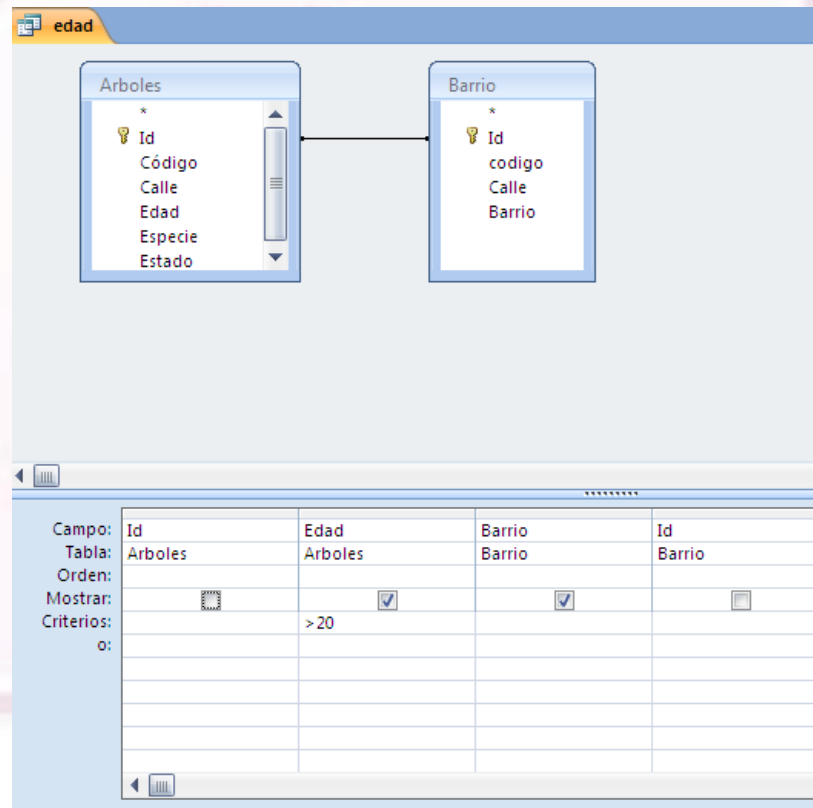 edad
Arboles
*
Id
Código
Calle
Edad
Especie
Estado
Barrio
*
Id
codigo
Calle
Barrio
Campo: Id Edad Barrio Id
Tabla: Arboles Arboles Barrio Barrio
Orden:
Mostrar:
Criterios: >20
o: